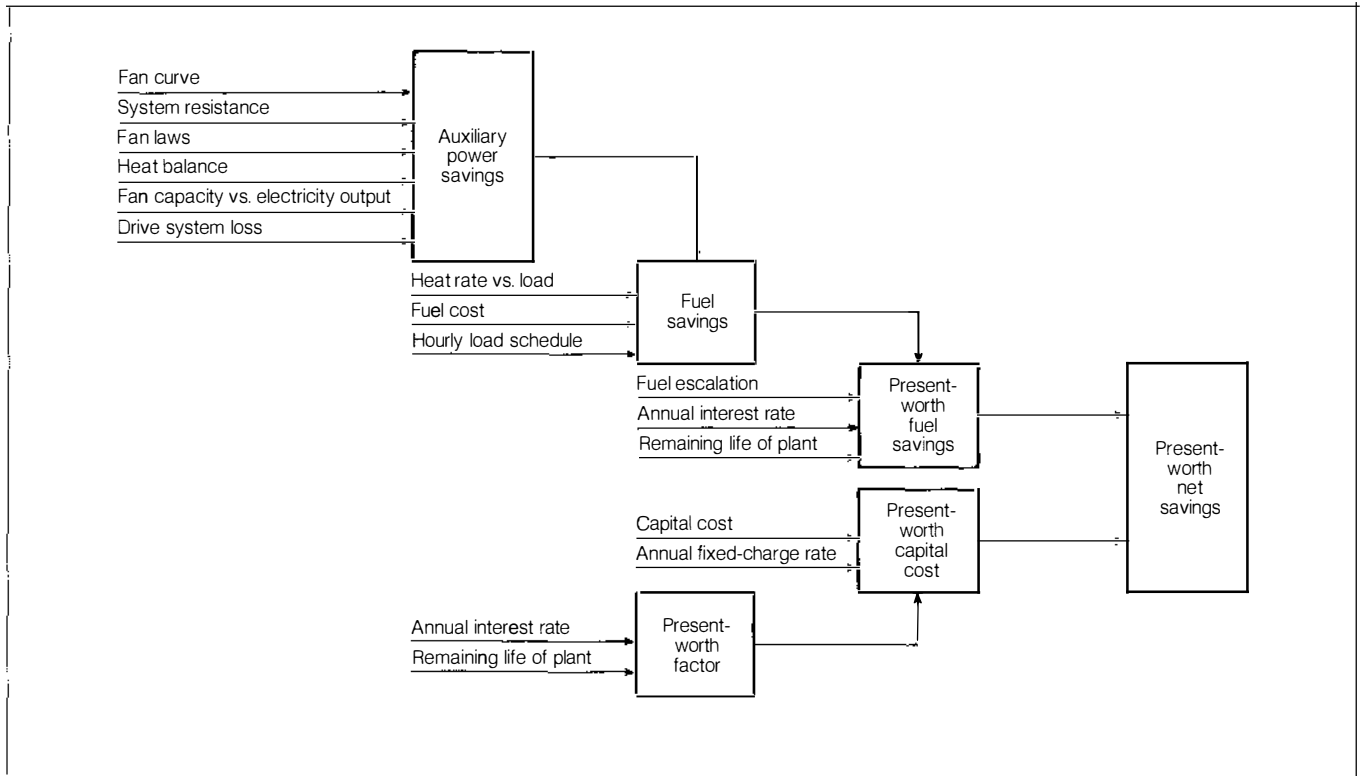 Fan curve
System resistance
Fan laws
Heat balance
Fan capacity vs. electricity output
Drive system loss
Auxiliary
power
savings
Heat rate vs. load
Fuel cost
Hourly load schedule
Fuel
savings
Fuel escalation
Annual interest rate
Remaining life of plant
Present-
worth
fuel
savings
Capital cost
Annual fixed-charge rate
Present-
worth
capital
cost
Present-
worth
net
savings
Annual interest rate
Remaining life of plant
Present-
worth
factor